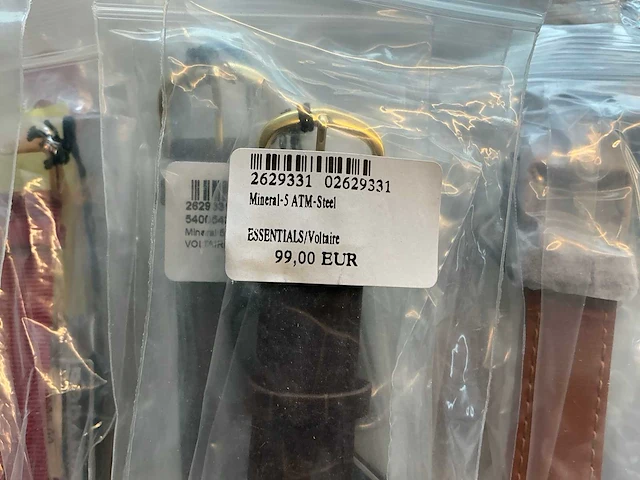 2629331 02629331
Mineral-5 ATM-Steel
ESSENTIALS/Voltaire
99,00 EUR